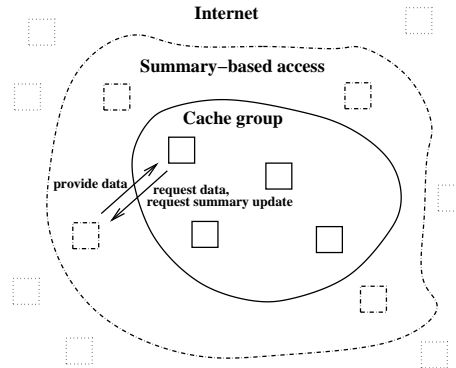 Internet
Summary−based access
Cache group
provide data
request data,
request summary update